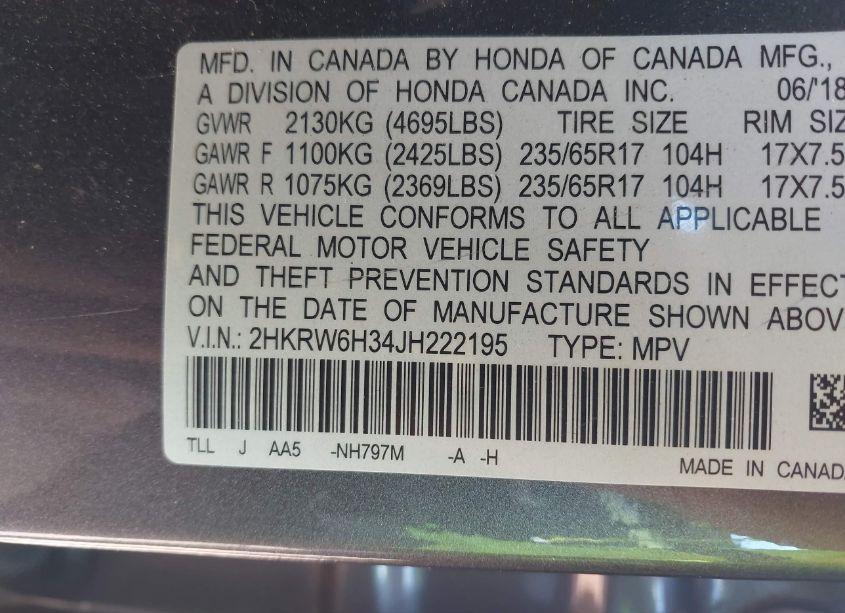 MFD. IN CANADA BY HONDA OF CANADA MFG.,
A DIVISION OF HONDA CANADA INC. 06/'18
GVWR 2130KG (4695LBS) TIRE SIZE RIM SIZ
GAWR F 1100KG (2425LBS) 235/65R17 104H 17X7.5
GAWR R 1075KG (2369LBS) 235/65R17 104H 17X7.5
THIS VEHICLE CONFORMS TO ALL APPLICABLE
FEDERAL MOTOR VEHICLE SAFETY
AND THEFT PREVENTION STANDARDS IN EFFECT
ON THE DATE OF MANUFACTURE SHOWN ABOV
V.I.N.: 2HKRW6H34JH222195 TYPE: MPV
TLL J AA5 -NH797M -A -H
MADE IN CANADA